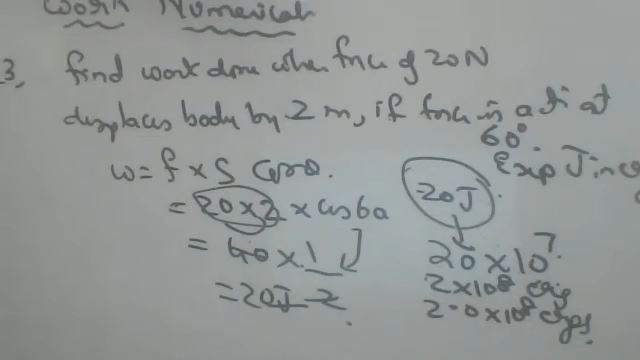 Work Numerical
3, find work done when force of 20N
displaces body by 2 m, if force is acti at
60°.
Exp J in erg
w = f × S Cosθ.
= 20 × 2 × cos 60
= 40 × 1
2
= 20J
20J
20 × 10⁷
2 × 10⁸ ergs
2.0 × 10⁸ ergs